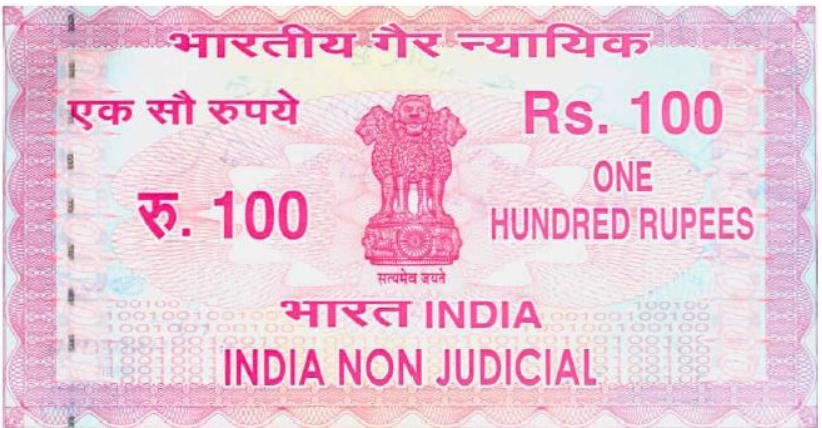 भारतीय गैर न्यायिक
एक सौ रुपये
Rs. 100
रु. 100
ONE
HUNDRED RUPEES
सत्यमेव जयते
भारत INDIA
INDIA NON JUDICIAL